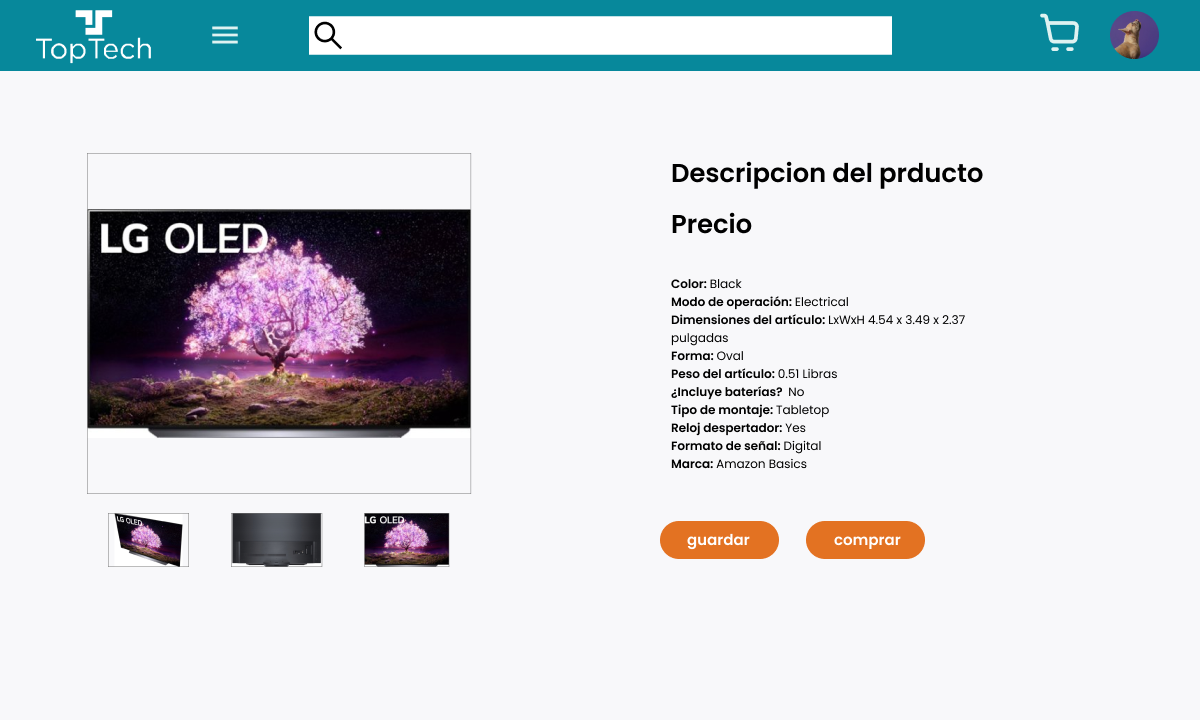 TopTech
LG OLED
LG OLED
LG OLED
Descripcion del prducto
Precio
Color: Black
Modo de operación: Electrical
Dimensiones del artículo: LxWxH 4.54 x 3.49 x 2.37
pulgadas
Forma: Oval
Peso del artículo: 0.51 Libras
¿Incluye baterías? No
Tipo de montaje: Tabletop
Reloj despertador: Yes
Formato de señal: Digital
Marca: Amazon Basics
guardar
comprar